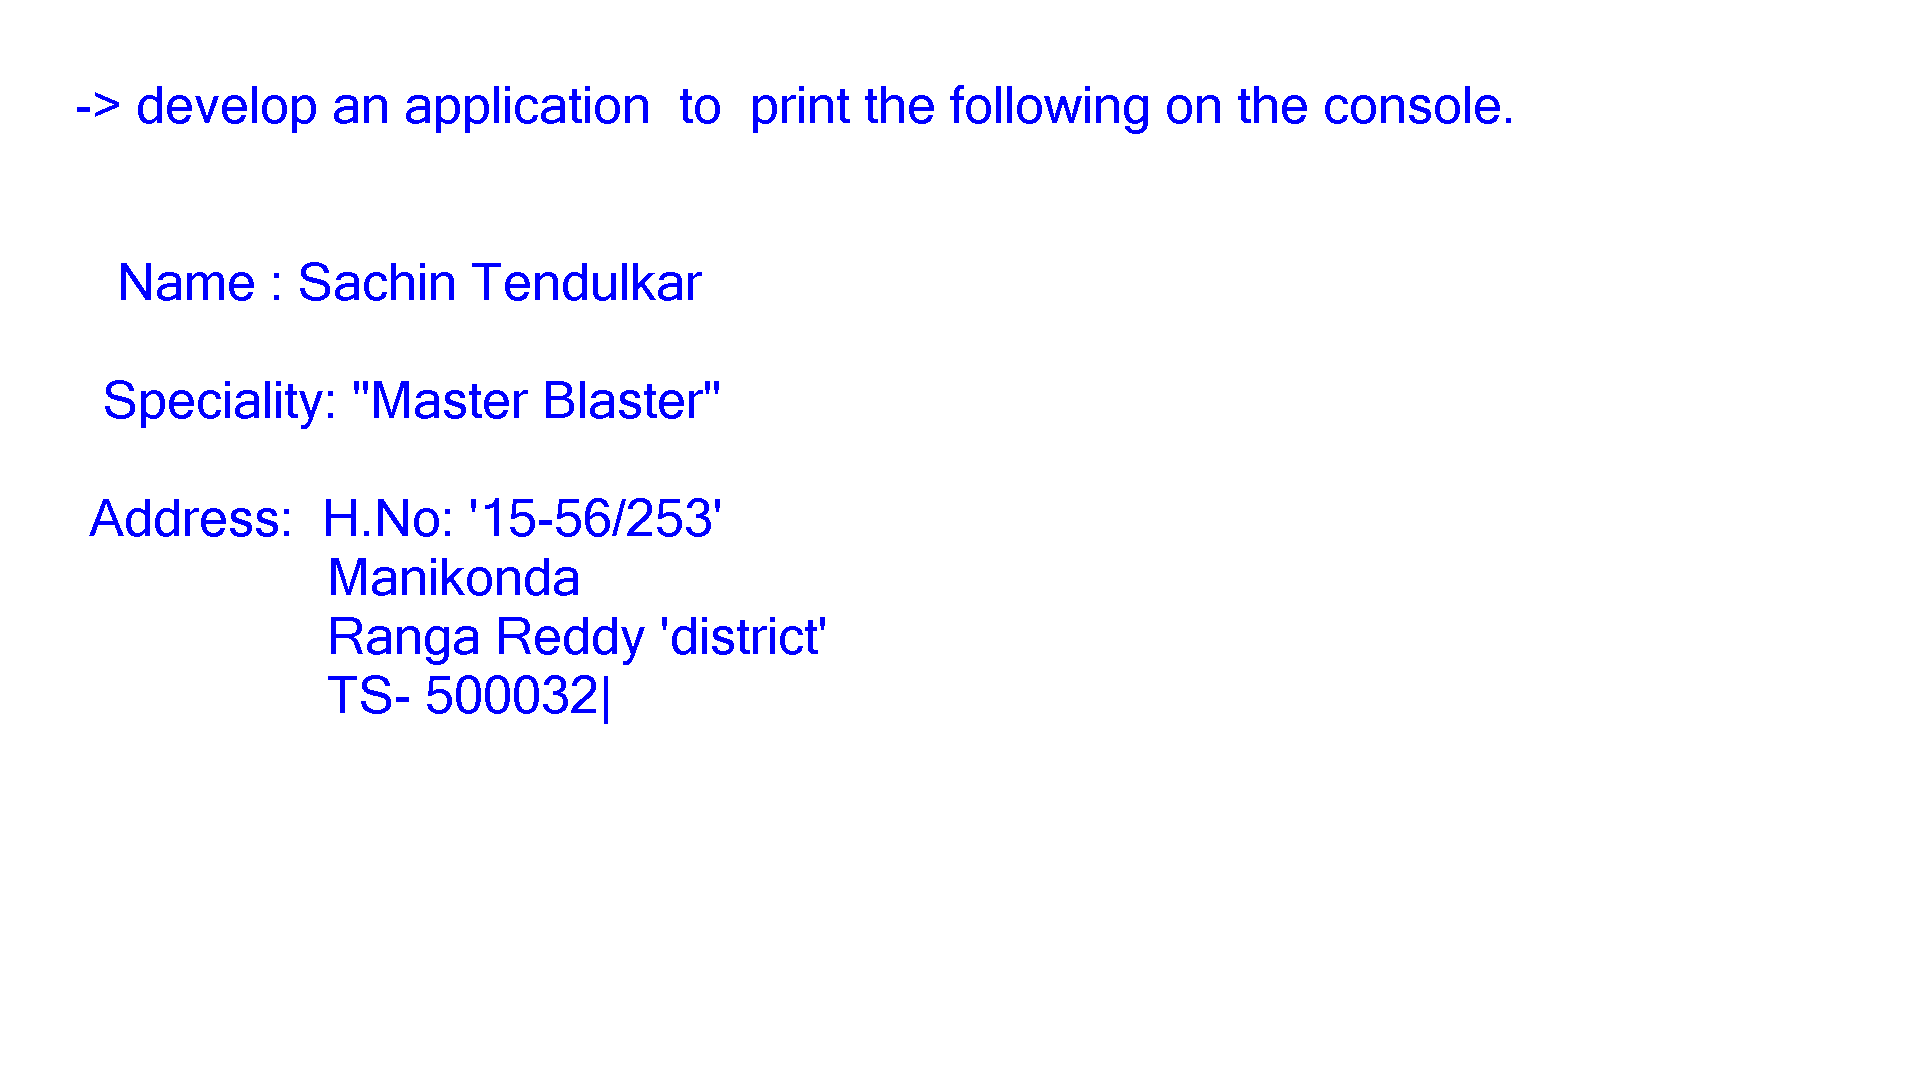 -> develop an application  to  print the following on the console.
Name : Sachin Tendulkar
Speciality: "Master Blaster"
Address:  H.No: '15-56/253'
Manikonda
Ranga Reddy 'district'
TS- 500032|